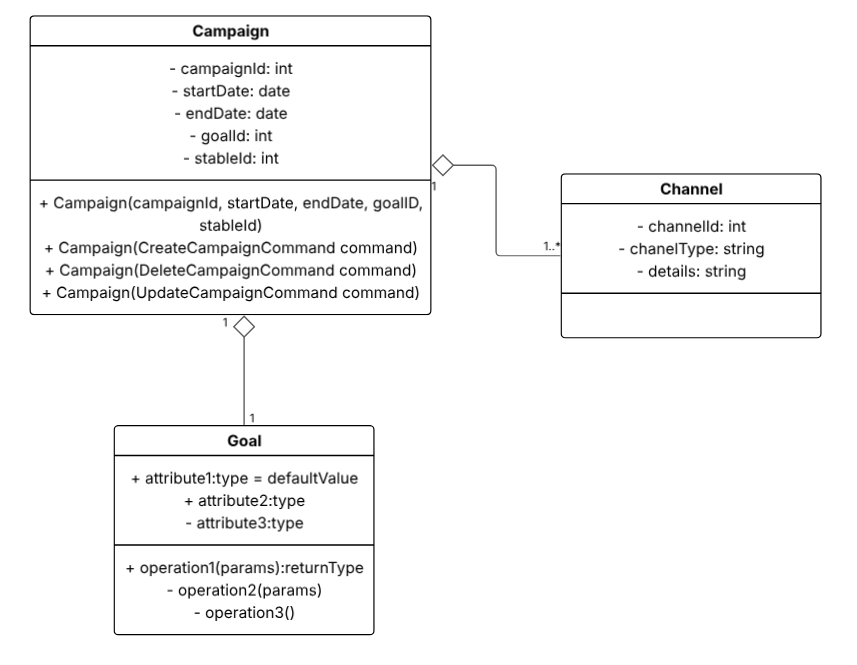 Campaign
- campaignId: int
- startDate: date
- endDate: date
- goalId: int
- stableId: int
+ Campaign(campaignId, startDate, endDate, goalID,
stableId)
+ Campaign(CreateCampaignCommand command)
+ Campaign(DeleteCampaignCommand command)
+ Campaign(UpdateCampaignCommand command)
1
1..*
Channel
- channelId: int
- chanelType: string
- details: string
1
1
Goal
+ attribute1:type = defaultValue
+ attribute2:type
- attribute3:type
+ operation1(params):returnType
- operation2(params)
- operation3()